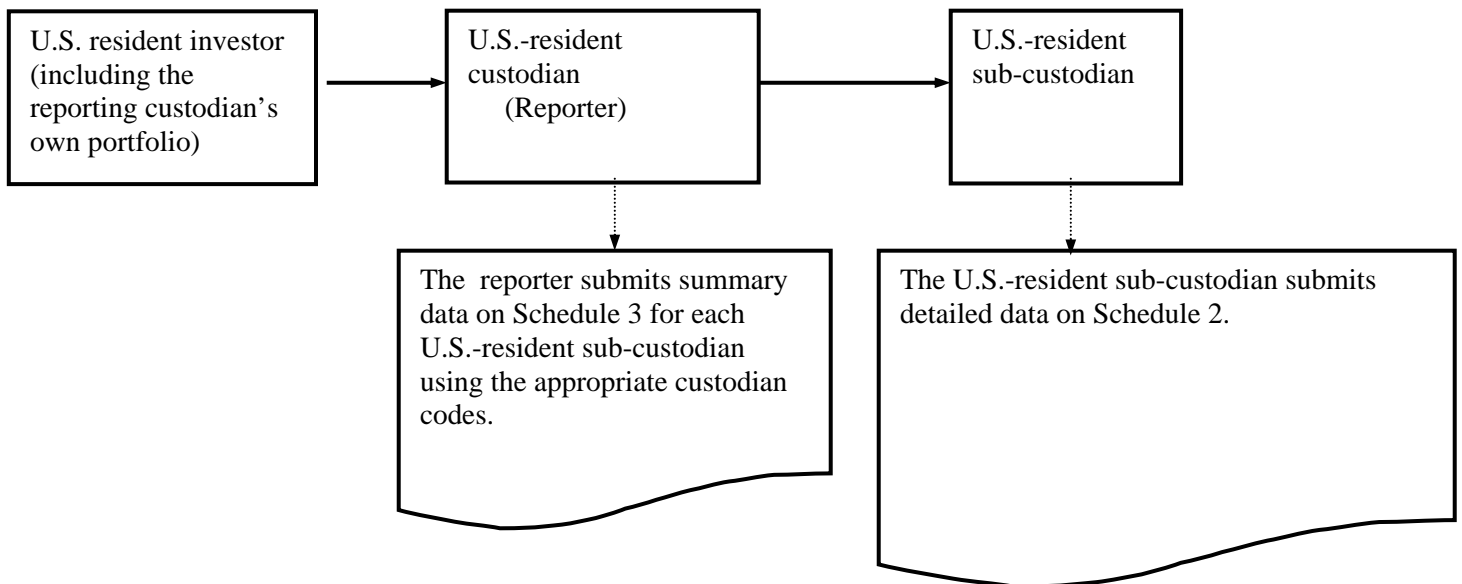 U.S. resident investor
(including the
reporting custodian’s
own portfolio)
U.S.-resident
custodian
(Reporter)
U.S.-resident
sub-custodian
The reporter submits summary
data on Schedule 3 for each
U.S.-resident sub-custodian
using the appropriate custodian
codes.
The U.S.-resident sub-custodian submits
detailed data on Schedule 2.